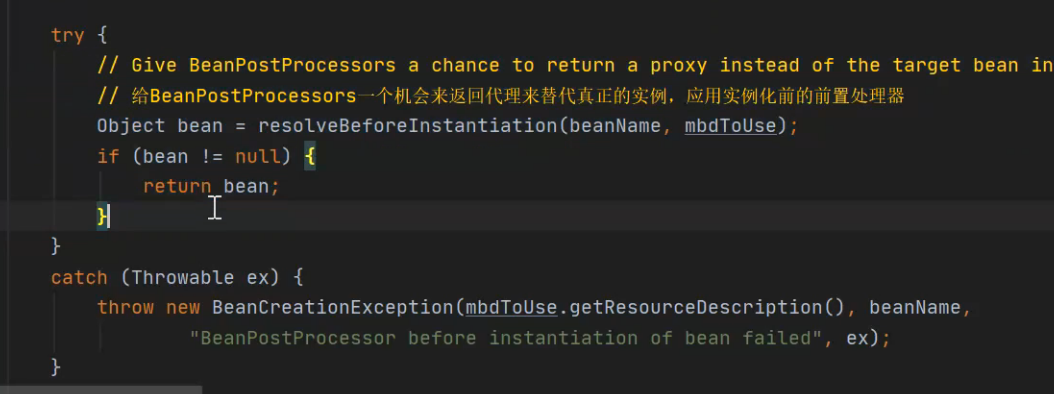 try {
// Give BeanPostProcessors a chance to return a proxy instead of the target bean in
// 给BeanPostProcessors一个机会来返回代理来替代真正的实例，应用实例化前的前置处理器
Object bean = resolveBeforeInstantiation(beanName, mbdToUse);
if (bean != null) {
return bean;
}
}
catch (Throwable ex) {
throw new BeanCreationException(mbdToUse.getResourceDescription(), beanName,
"BeanPostProcessor before instantiation of bean failed", ex);
}